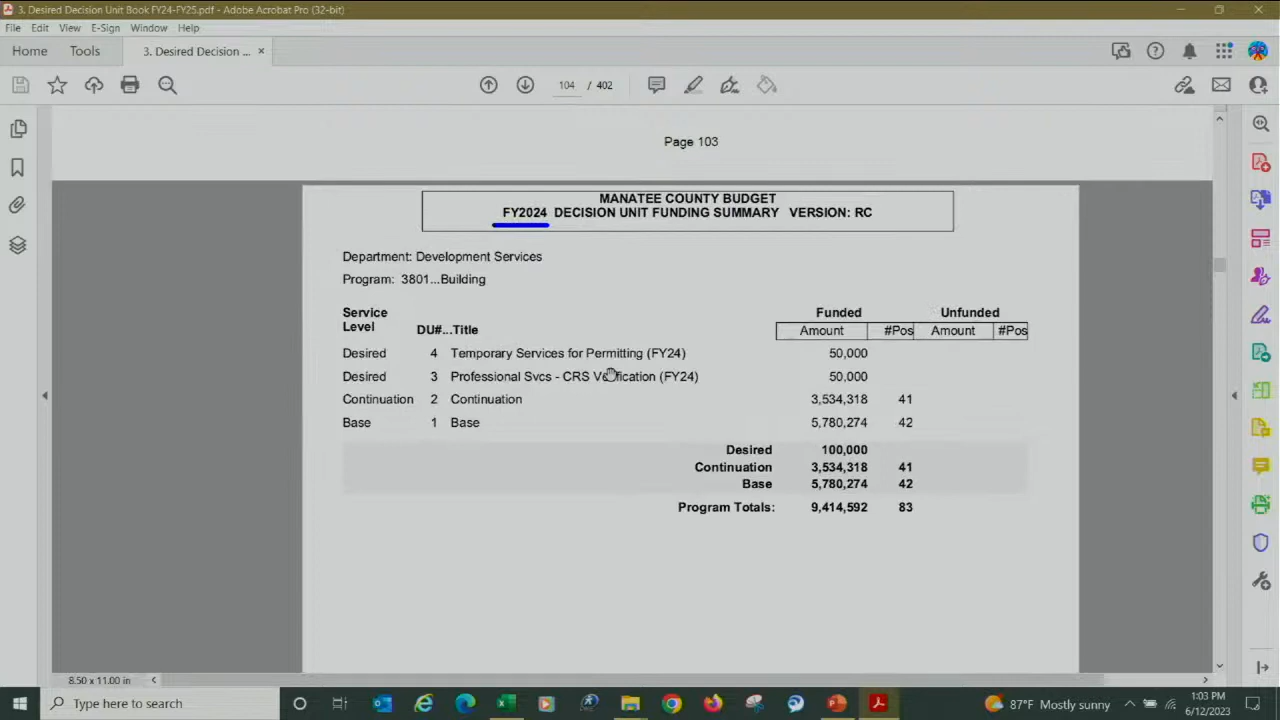 3. Desired Decision Unit Book FY24-FY25.pdf - Adobe Acrobat Pro (32-bit)
File Edit View E-Sign Window Help
Home Tools 3. Desired Decision ... ×
104 / 402
Page 103
MANATEE COUNTY BUDGET
FY2024 DECISION UNIT FUNDING SUMMARY VERSION: RC
Department: Development Services
Program: 3801...Building
Service Level DU#...Title Funded Unfunded
Amount #Pos Amount #Pos
Desired 4 Temporary Services for Permitting (FY24) 50,000
Desired 3 Professional Svcs - CRS Verification (FY24) 50,000
Continuation 2 Continuation 3,534,318 41
Base 1 Base 5,780,274 42
Desired 100,000
Continuation 3,534,318 41
Base 5,780,274 42
Program Totals: 9,414,592 83
8.50 x 11.00 in
Type here to search
87°F Mostly sunny
1:03 PM
6/12/2023